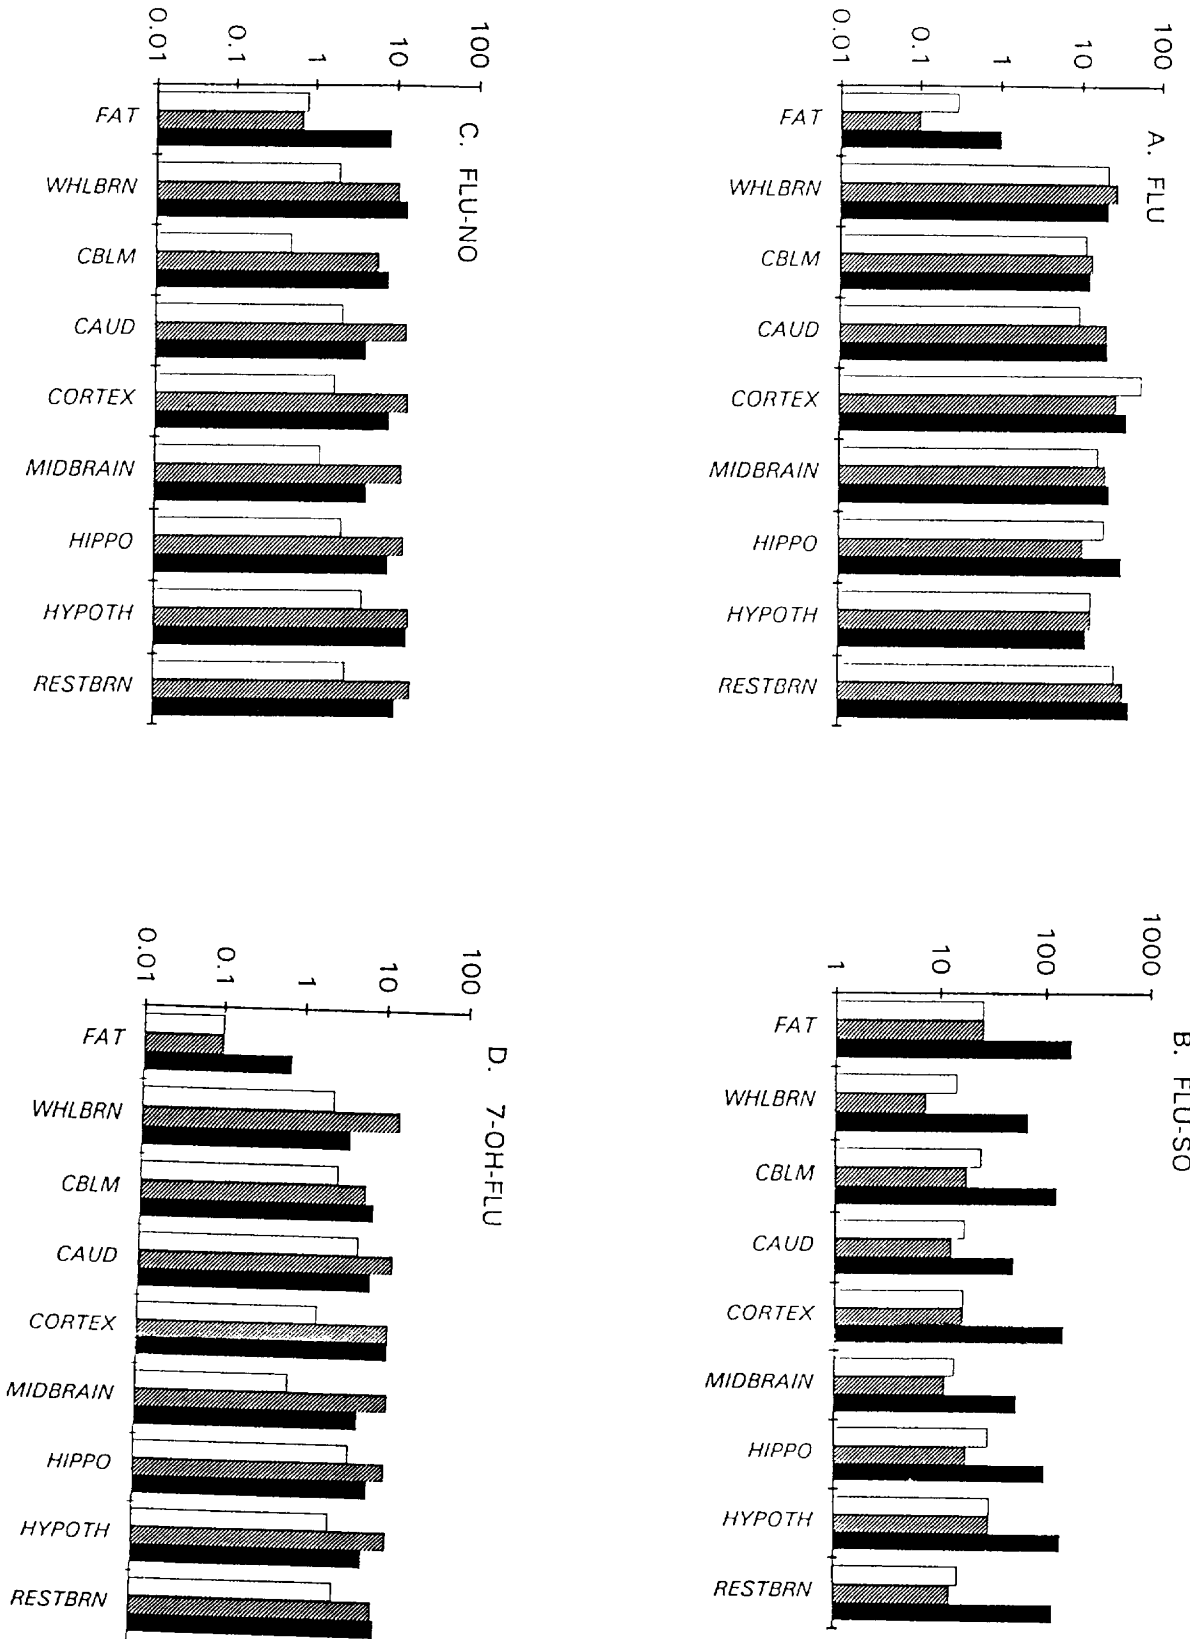 A. FLU
100
10
1
0.1
0.01
FAT
WHLBRN
CBLM
CAUD
CORTEX
MIDBRAIN
HIPPO
HYPOTH
RESTBRN
B. FLU-SO
1000
100
10
1
FAT
WHLBRN
CBLM
CAUD
CORTEX
MIDBRAIN
HIPPO
HYPOTH
RESTBRN
C. FLU-NO
100
10
1
0.1
0.01
FAT
WHLBRN
CBLM
CAUD
CORTEX
MIDBRAIN
HIPPO
HYPOTH
RESTBRN
D. 7-OH-FLU
100
10
1
0.1
0.01
FAT
WHLBRN
CBLM
CAUD
CORTEX
MIDBRAIN
HIPPO
HYPOTH
RESTBRN